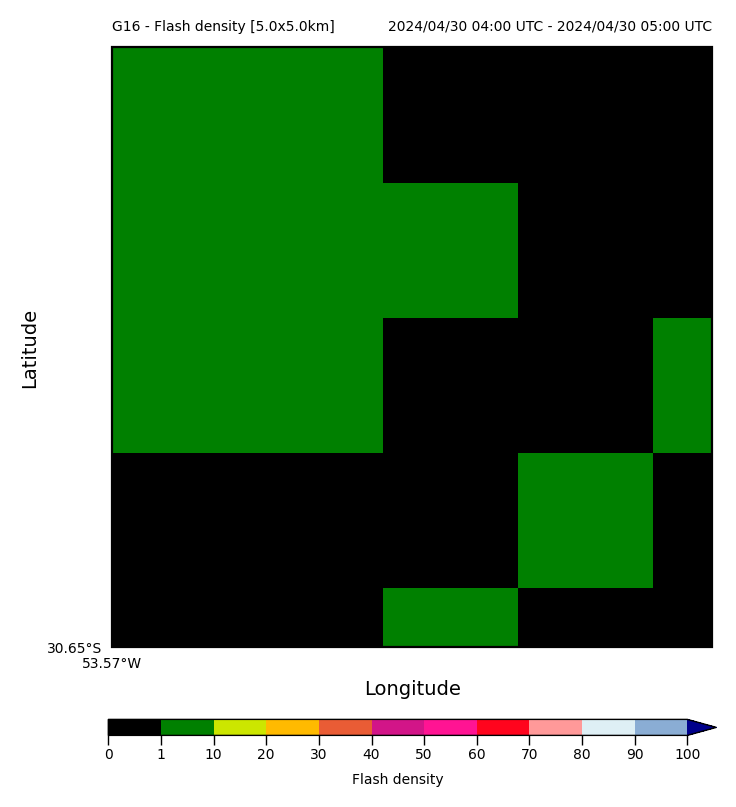 G16 - Flash density [5.0x5.0km] 2024/04/30 04:00 UTC - 2024/04/30 05:00 UTC
Latitude
30.65°S
53.57°W
Longitude
0 1 10 20 30 40 50 60 70 80 90 100
Flash density